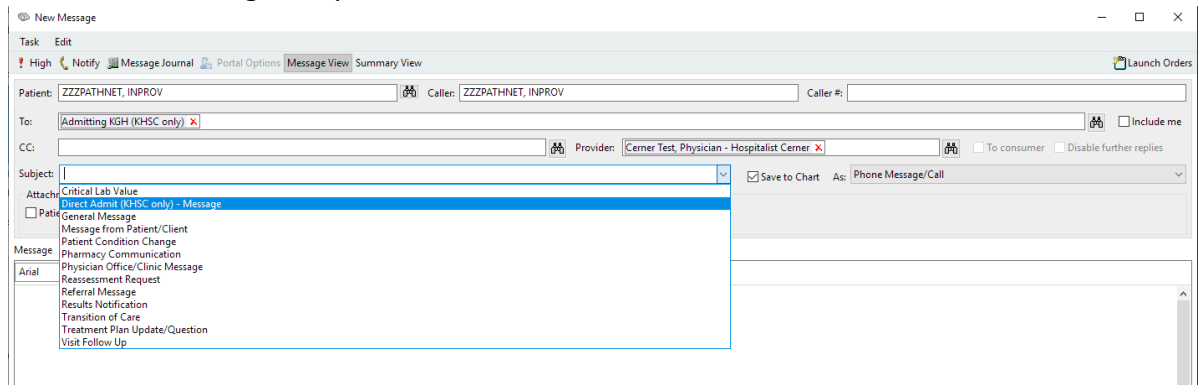 New Message
Task Edit
High Notify Message Journal Portal Options Message View Summary View Launch Orders
Patient: ZZZPATHNET, INPROV Caller: ZZZPATHNET, INPROV Caller #:
To: Admitting KGH (KHSC only) Include me
CC: Provider: Cerner Test, Physician - Hospitalist Cerner To consumer Disable further replies
Subject: Save to Chart As: Phone Message/Call
Attachr Critical Lab Value
Direct Admit (KHSC only) - Message
Patie General Message
Message from Patient/Client
Patient Condition Change
Message Pharmacy Communication
Physician Office/Clinic Message
Arial Reassessment Request
Referral Message
Results Notification
Transition of Care
Treatment Plan Update/Question
Visit Follow Up